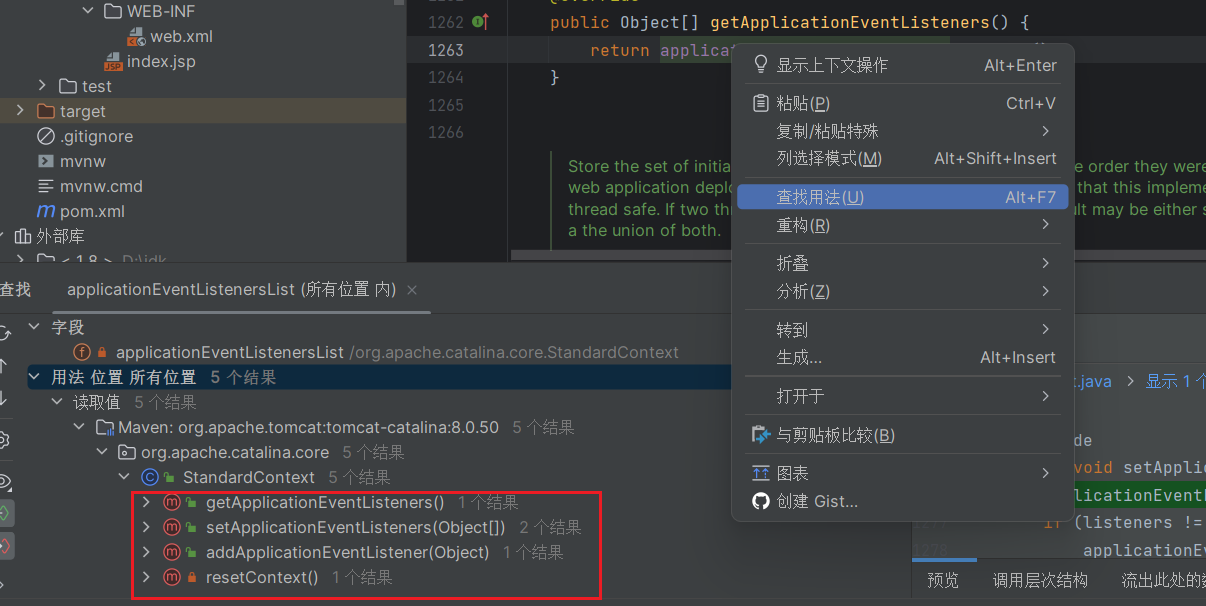 WEB-INF
web.xml
index.jsp
test
target
.gitignore
mvnw
mvnw.cmd
pom.xml
外部库
< 1.8 > D:\jdk
1262 public Object[] getApplicationEventListeners() {
1263 return applica
1264 }
1265
1266
Store the set of initia
e order they were
web application deplo
that this impleme
thread safe. If two th
ult may be either s
a the union of both.
显示上下文操作 Alt+Enter
粘贴(P) Ctrl+V
复制/粘贴特殊
列选择模式(M) Alt+Shift+Insert
查找用法(U) Alt+F7
重构(R)
折叠
分析(Z)
转到
生成... Alt+Insert
打开于
与剪贴板比较(B)
图表
创建 Gist...
查找 applicationEventListenersList (所有位置 内)
字段
applicationEventListenersList /org.apache.catalina.core.StandardContext
用法 位置 所有位置 5 个结果
读取值 5 个结果
Maven: org.apache.tomcat:tomcat-catalina:8.0.50 5 个结果
org.apache.catalina.core 5 个结果
StandardContext 5 个结果
getApplicationEventListeners() 1 个结果
setApplicationEventListeners(Object[]) 2 个结果
addApplicationEventListener(Object) 1 个结果
resetContext() 1 个结果
.java > 显示 1 个
de
void setApplic
licationEventL
if (listeners !=
applicationEv
预览 调用层次结构 流出此处的数